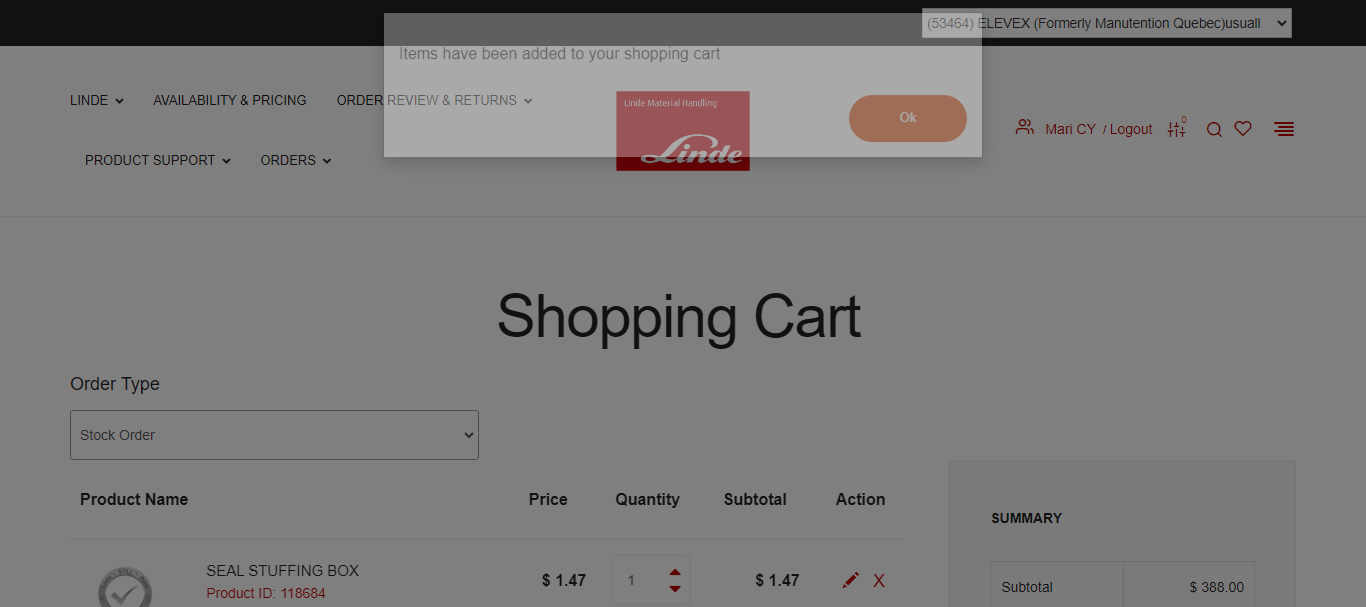 (53464) ELEVEX (Formerly Manutention Quebec)usuall
Items have been added to your shopping cart
Ok
LINDE
AVAILABILITY & PRICING
ORDER REVIEW & RETURNS
PRODUCT SUPPORT
ORDERS
Linde Material Handling
Linde
Mari CY / Logout
0
Shopping Cart
Order Type
Stock Order
Product Name Price Quantity Subtotal Action
SEAL STUFFING BOX
Product ID: 118684
$ 1.47 1 $ 1.47 X
SUMMARY
Subtotal $ 388.00